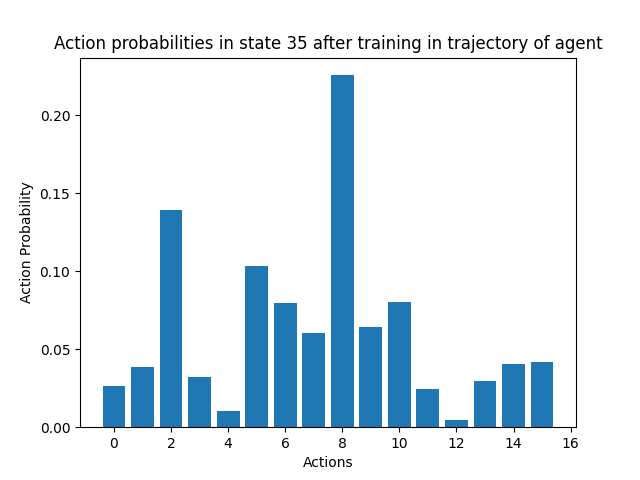 Action probabilities in state 35 after training in trajectory of agent
0.20
0.15
0.10
0.05
0.00
Action Probability
0 2 4 6 8 10 12 14 16
Actions